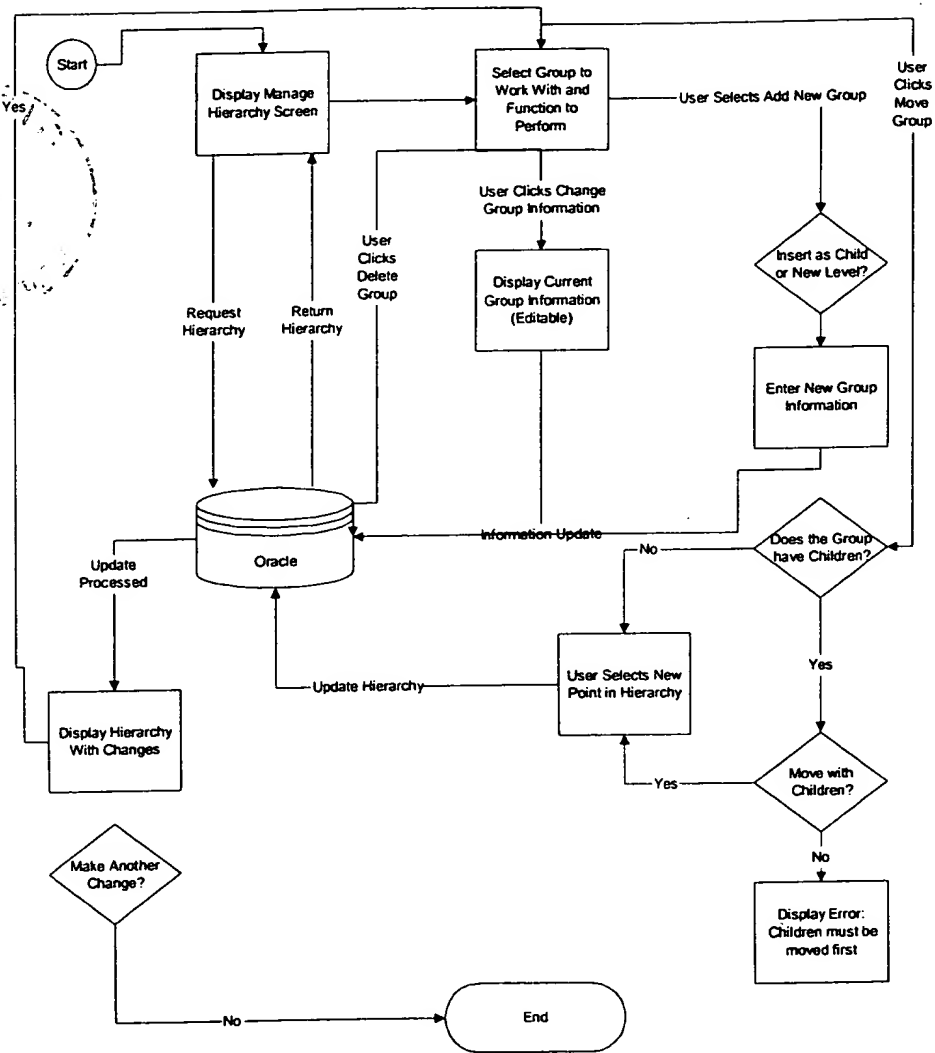 Start
Display Manage
Hierarchy Screen
Select Group to
Work With and
Function to
Perform
User Selects Add New Group
User
Clicks
Move
Group
Yes
User Clicks Change
Group Information
User
Clicks
Delete
Group
Insert as Child
or New Level?
Display Current
Group Information
(Editable)
Request
Hierarchy
Return
Hierarchy
Enter New Group
Information
Oracle
Information Update
Does the Group
have Children?
No
Update
Processed
Yes
User Selects New
Point in Hierarchy
Update Hierarchy
Display Hierarchy
With Changes
Move with
Children?
Yes
No
Make Another
Change?
Display Error:
Children must be
moved first
No
End